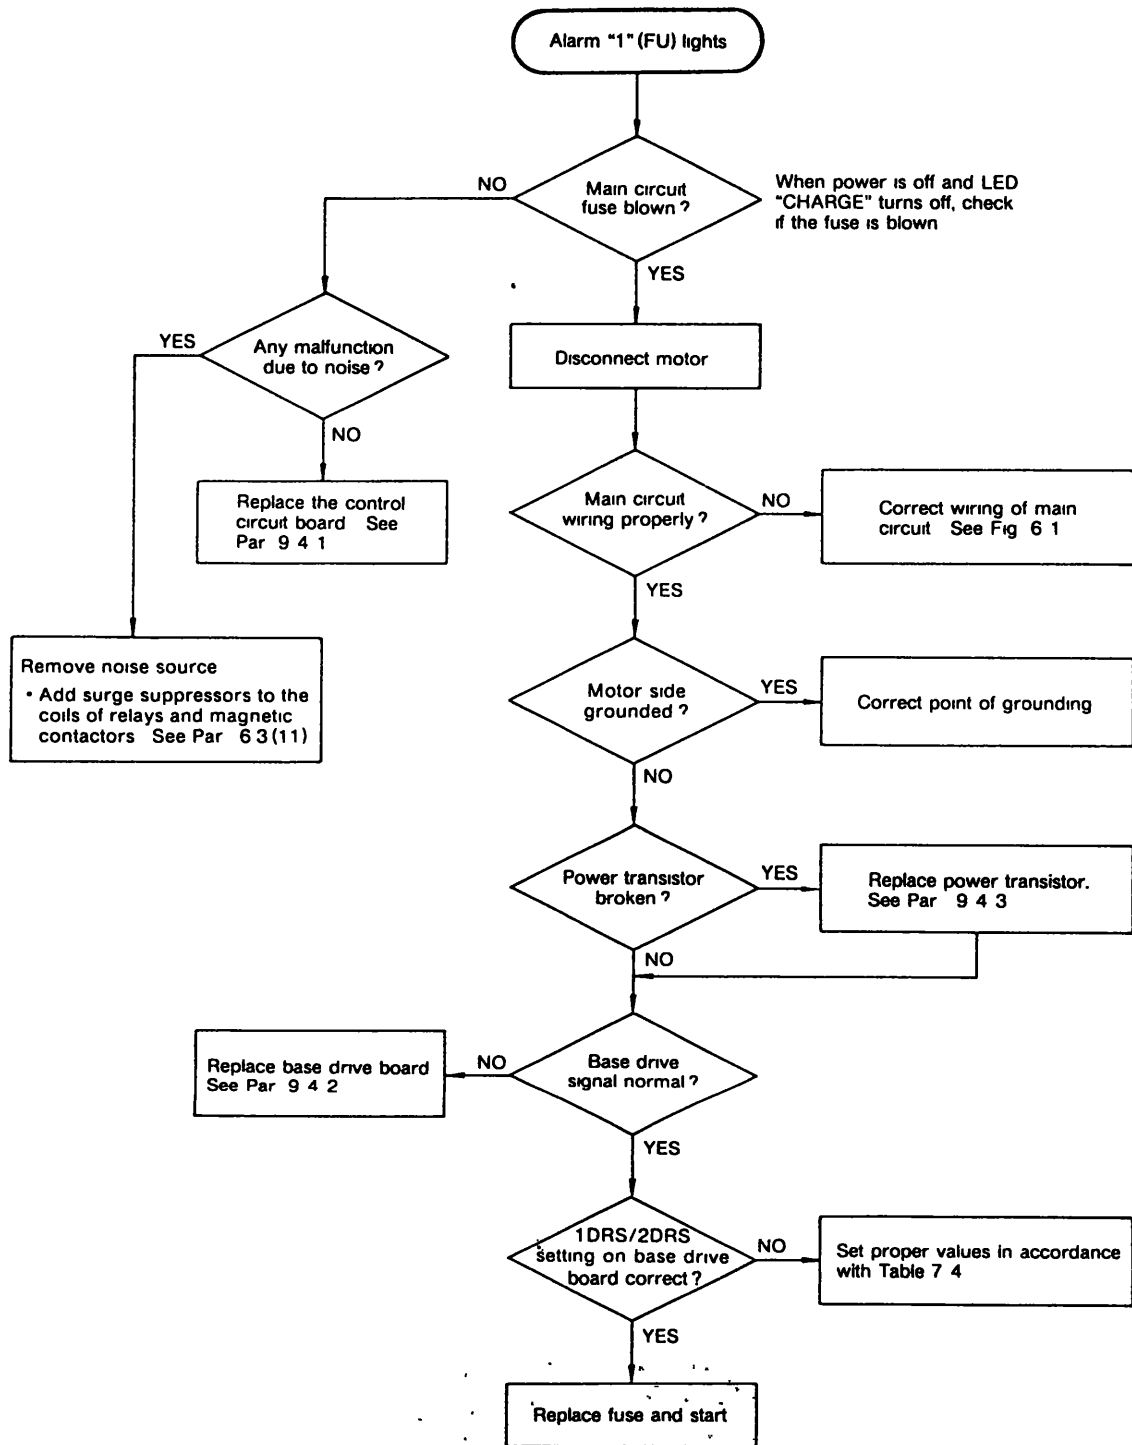 Alarm "1" (FU) lights
NO
Main circuit
fuse blown?
When power is off and LED
"CHARGE" turns off, check
if the fuse is blown
YES
YES
Any malfunction
due to noise?
Disconnect motor
NO
Replace the control
circuit board See
Par 9 4 1
Main circuit
wiring properly?
NO
Correct wiring of main
circuit See Fig 6 1
YES
Remove noise source
• Add surge suppressors to the
coils of relays and magnetic
contactors See Par 6 3 (11)
Motor side
grounded?
YES
Correct point of grounding
NO
Power transistor
broken?
YES
Replace power transistor.
See Par 9 4 3
NO
Replace base drive board
See Par 9 4 2
NO
Base drive
signal normal?
YES
1DRS/2DRS
setting on base drive
board correct?
NO
Set proper values in accordance
with Table 7 4
YES
Replace fuse and start